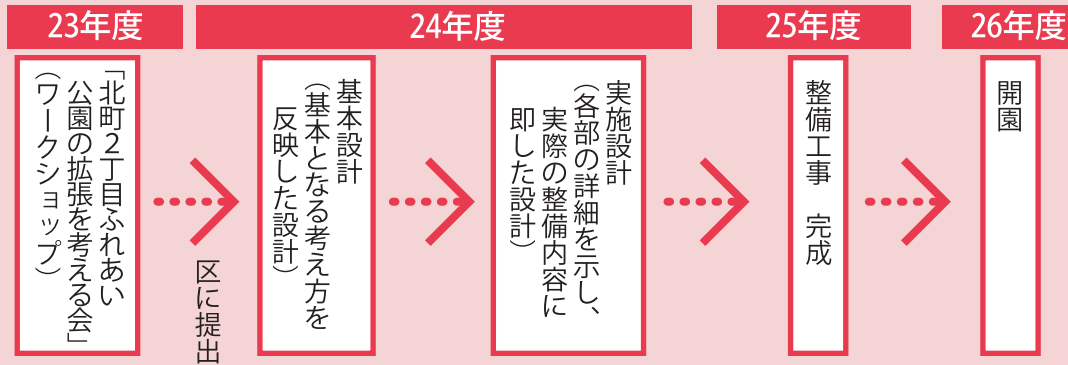 23年度
24年度
25年度
26年度
「北町2丁目ふれあい
公園の拡張を考える会」
(ワークショップ)
区に提出
基本設計
(基本となる考え方を
反映した設計)
実施設計
(各部の詳細を示し、
実際の整備内容に
即した設計)
整備工事 完成
開園